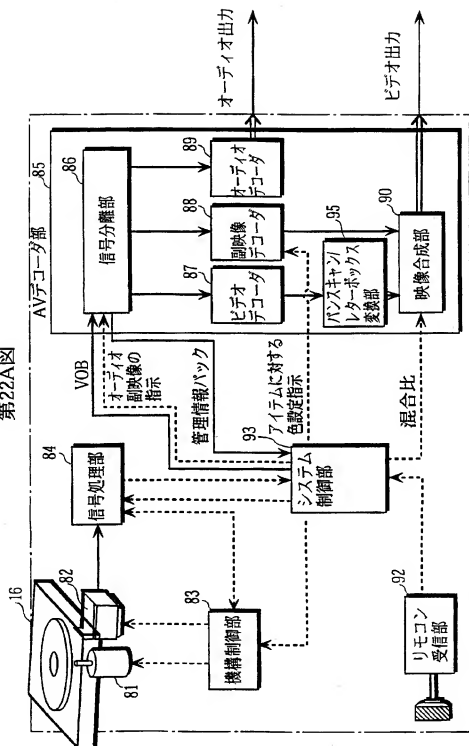 第22A図
16
82
81
84
信号処理部
83
機構制御部
92
リモコン
受信部
93
システム
制御部
VOB
オーディオ
副映像の
指示
管理情報パック
アイテムに対する
色設定指示
混合比
AVデコーダ部
85
86
信号分離部
87
ビデオ
デコーダ
88
副映像
デコーダ
89
オーディオ
デコーダ
95
パンスキャン/
レターボックス
変換部
90
映像合成部
オーディオ出力
ビデオ出力